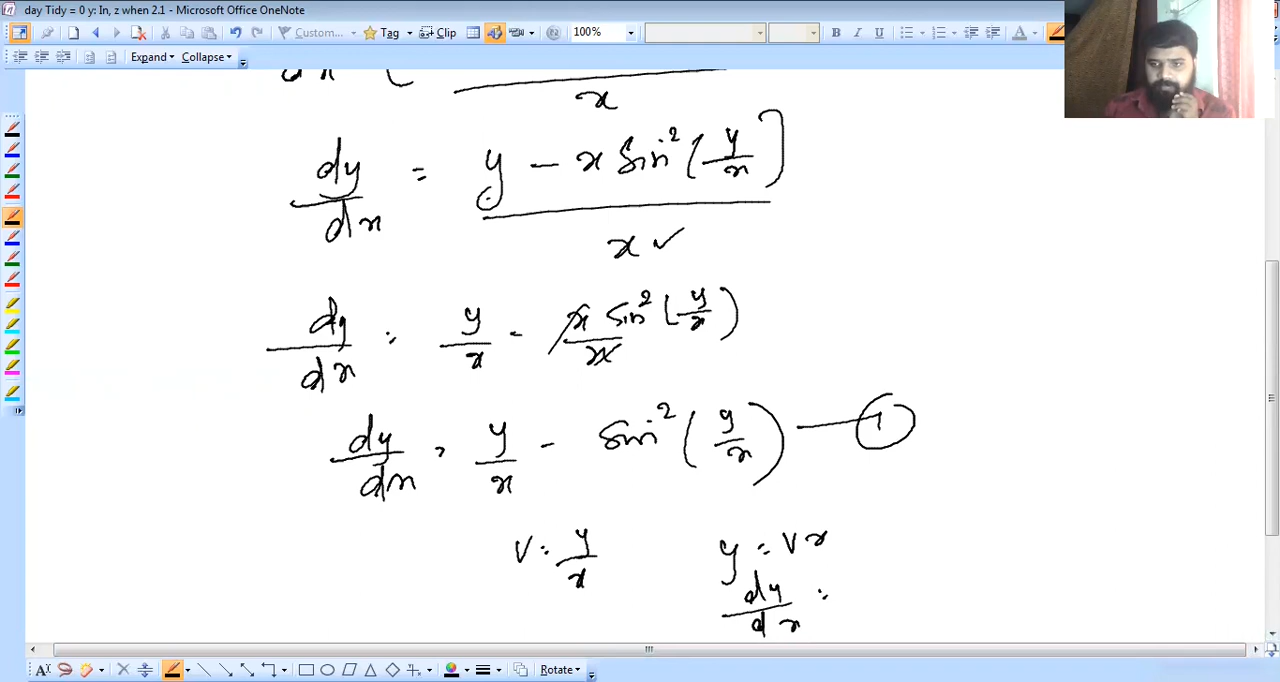 day Tidy = 0 y: In, z when 2.1 - Microsoft Office OneNote
Custom... Tag Clip 100% B I U A
Expand Collapse
x
dy/dx = (y - x sin²(y/x)]/x ✓
dy/dx = y/x - x sin²(y/x)/x
dy/dx = y/x - sin²(y/x) — 1
V = y/x y = Vx
dy/dx =
Rotate